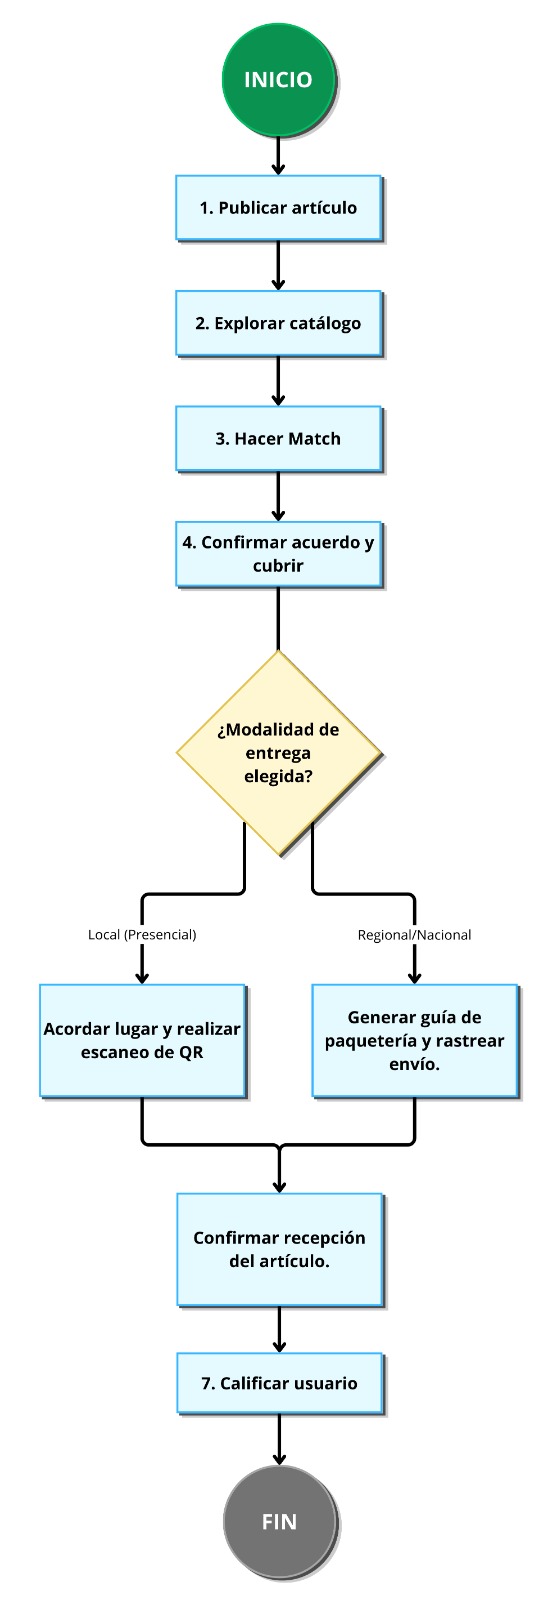 INICIO
1. Publicar artículo
2. Explorar catálogo
3. Hacer Match
4. Confirmar acuerdo y
cubrir
¿Modalidad de
entrega
elegida?
Local (Presencial)
Regional/Nacional
Acordar lugar y realizar
escaneo de QR
Generar guía de
paquetería y rastrear
envío.
Confirmar recepción
del artículo.
7. Calificar usuario
FIN